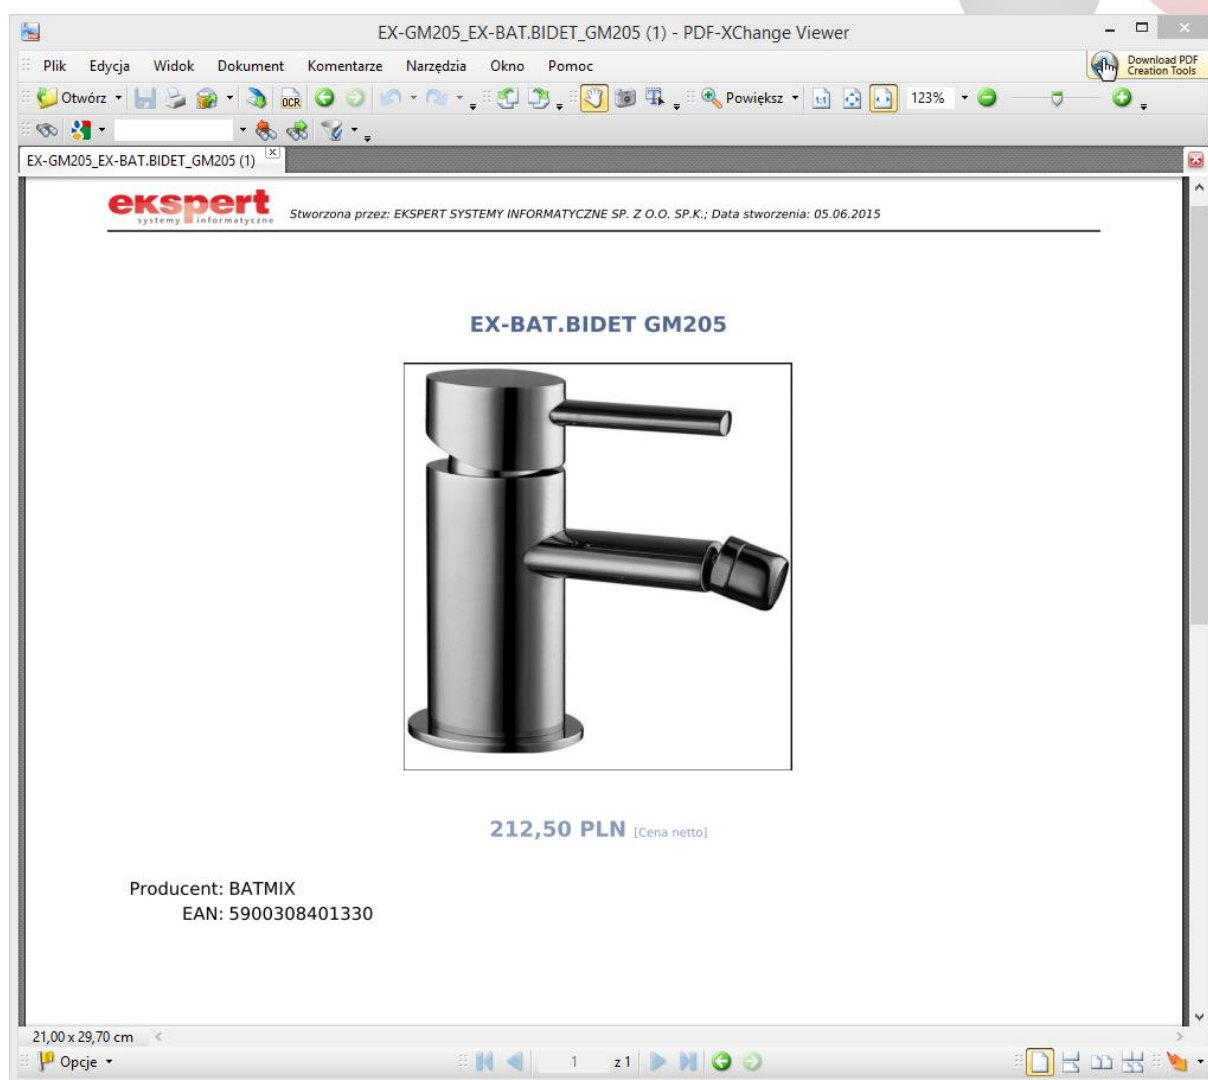 EX-GM205_EX-BAT.BIDET_GM205 (1) - PDF-XChange Viewer
Plik Edycja Widok Dokument Komentarze Narzędzia Okno Pomoc
Download PDF
Creation Tools
Otwórz OCR Powiększ 1:1 123%
EX-GM205_EX-BAT.BIDET_GM205 (1)
ekspert
systemy informatyczne
Stworzona przez: EKSPERT SYSTEMY INFORMATYCZNE SP. Z O.O. SP.K.; Data stworzenia: 05.06.2015
EX-BAT.BIDET GM205
212,50 PLN [Cena netto]
Producent: BATMIX
EAN: 5900308401330
21,00 x 29,70 cm
Opcje 1 z 1